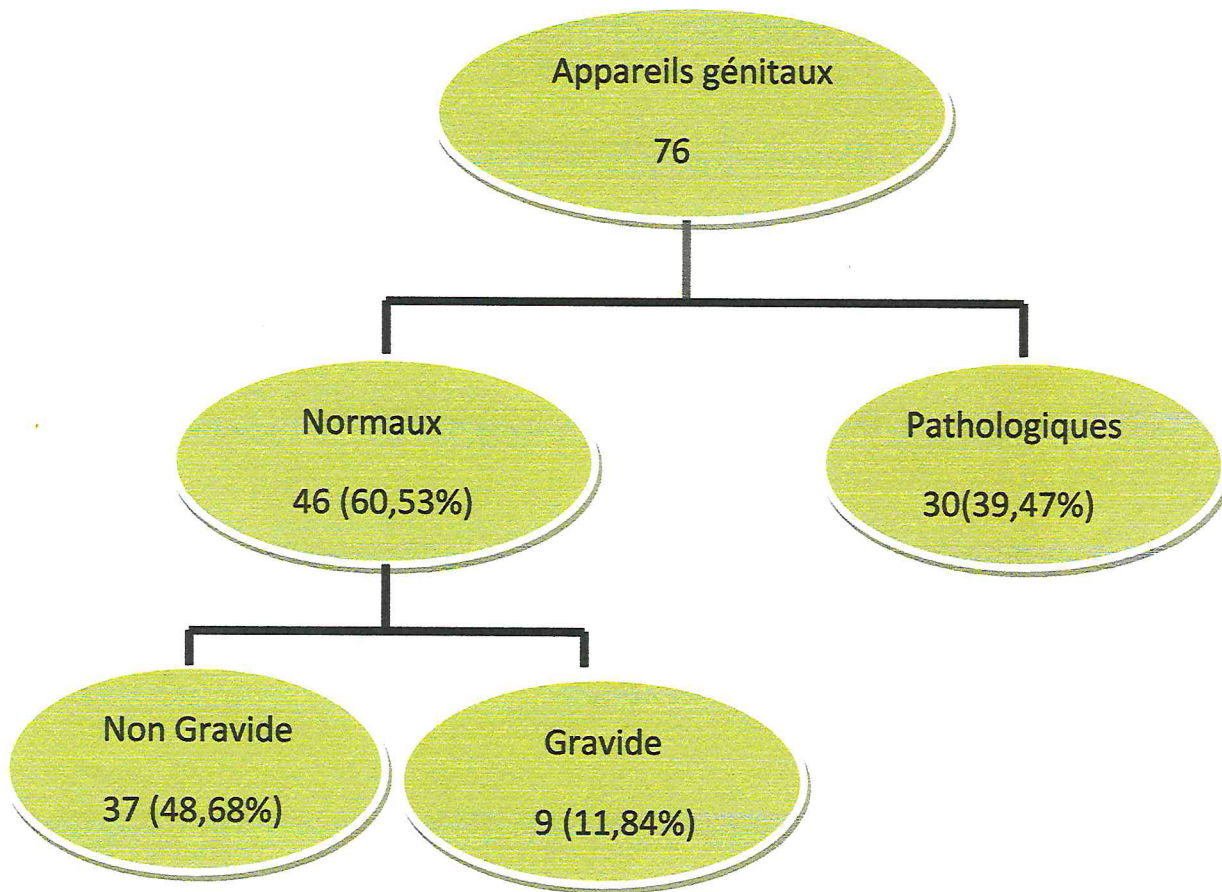 Appareils génitaux
76
Normaux
46 (60,53%)
Pathologiques
30(39,47%)
Non Gravide
37 (48,68%)
Gravide
9 (11,84%)